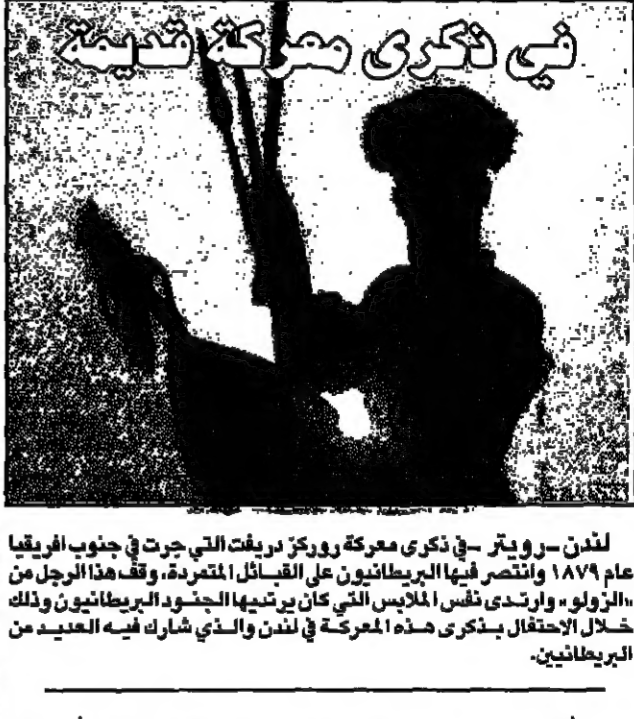 في ذكرى معركة قديمة
لندن -رويتر -في ذكرى معركة روركز دريفت التي جرت في جنوب افريقيا
عام ١٨٧٩ وانتصر فيها البريطانيون على القبائل المتمردة، وقف هذا الرجل من
«الزولو» وارتدى نفس الملابس التي كان يرتديها الجنود البريطانيون وذلك
خلال الاحتفال بذكرى هذه المعركة في لندن والذي شارك فيه العديد من
البريطانيين.